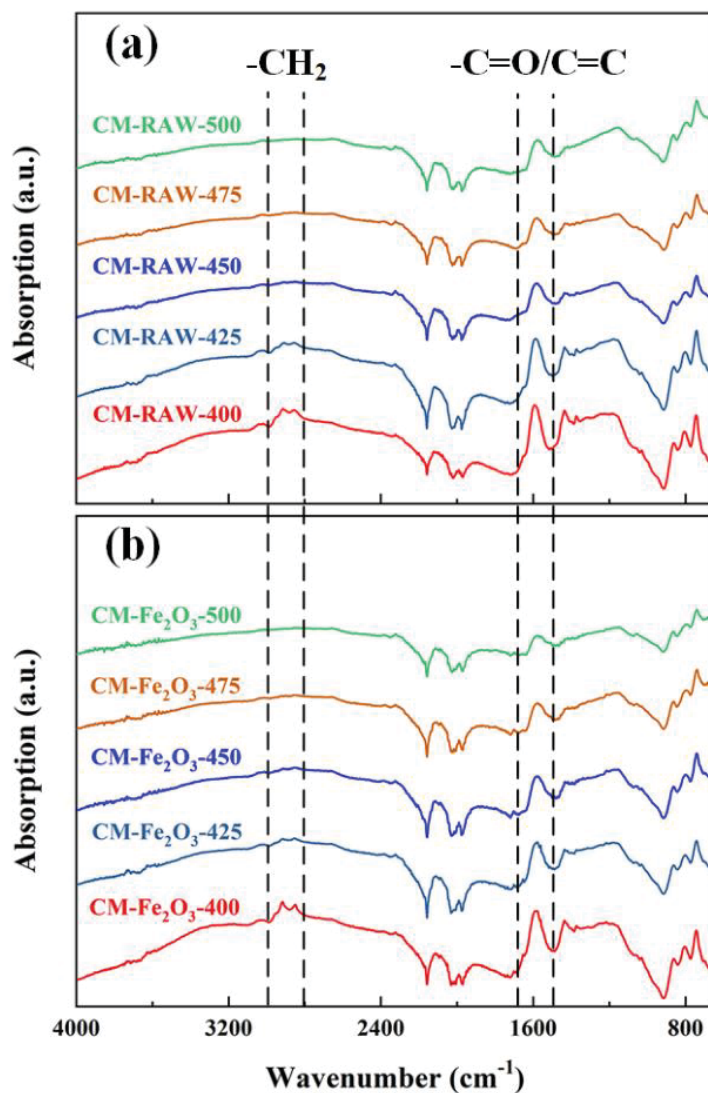 (a)
-CH₂
-C=O/C=C
CM-RAW-500
CM-RAW-475
CM-RAW-450
CM-RAW-425
CM-RAW-400
Absorption (a.u.)
(b)
CM-Fe₂O₃-500
CM-Fe₂O₃-475
CM-Fe₂O₃-450
CM-Fe₂O₃-425
CM-Fe₂O₃-400
Absorption (a.u.)
4000 3200 2400 1600 800
Wavenumber (cm⁻¹)